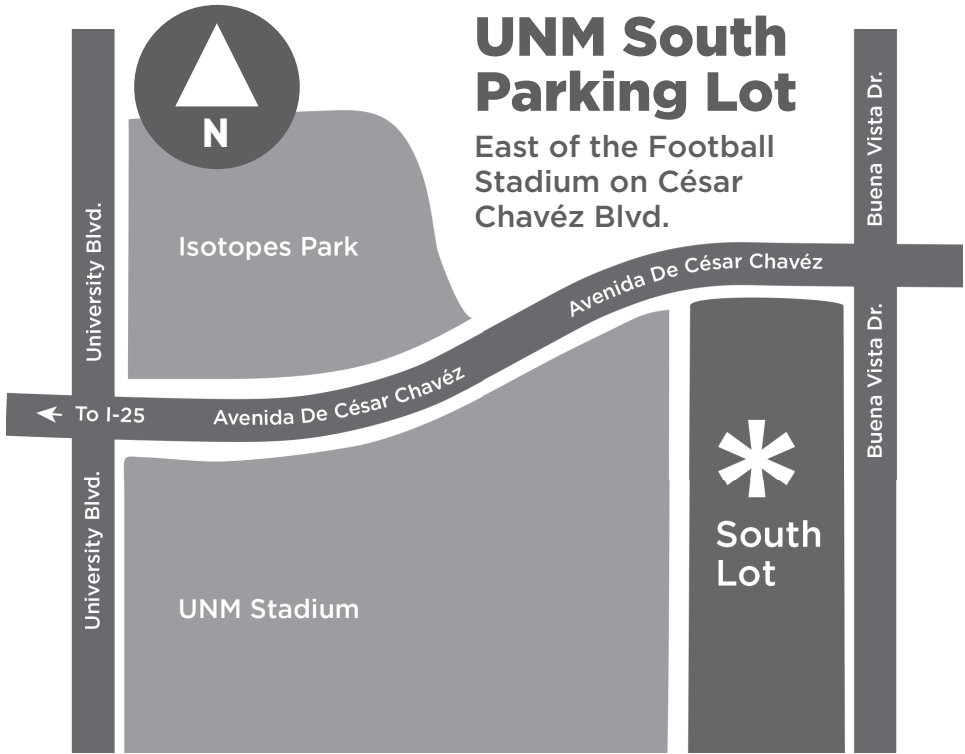 UNM South
Parking Lot
East of the Football
Stadium on César
Chavéz Blvd.
N
Buena Vista Dr.
University Blvd.
Isotopes Park
Avenida De César Chavéz
Buena Vista Dr.
← To I-25
Avenida De César Chavéz
University Blvd.
*
South
Lot
UNM Stadium